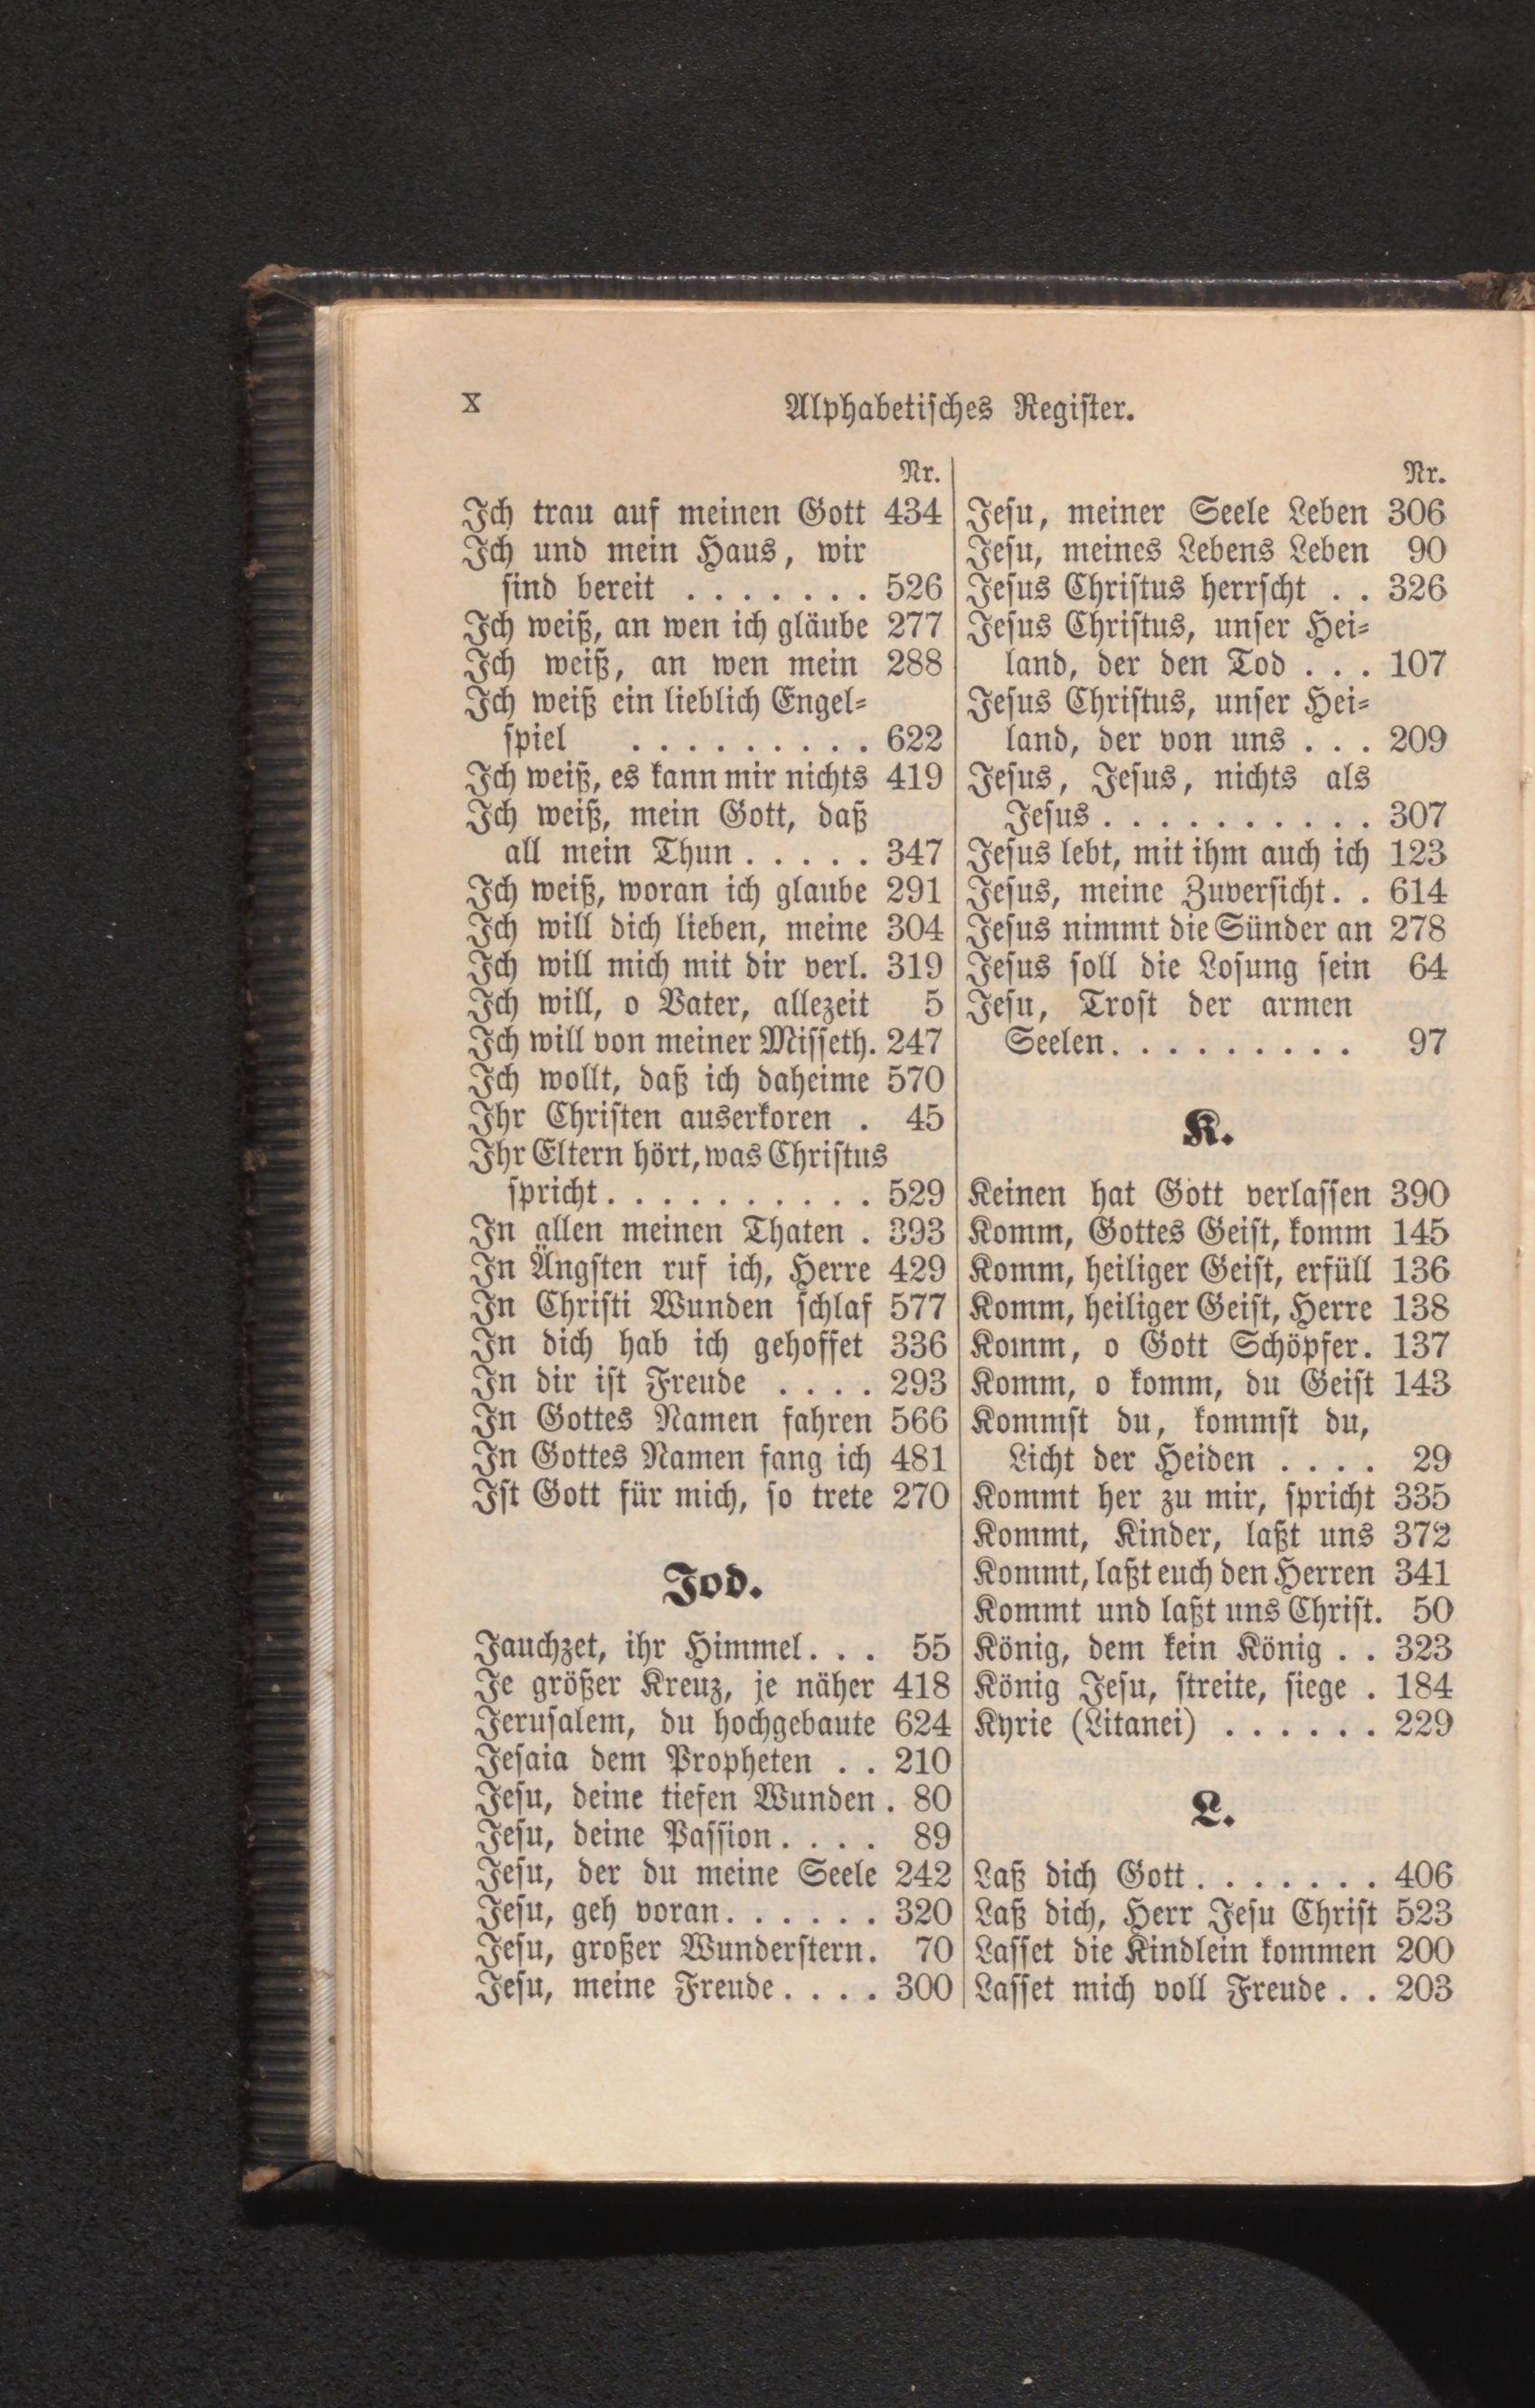 X
Alphabetisches Register.
Nr.
Ich trau auf meinen Gott 434
Ich und mein Haus, wir
sind bereit . . . . . . . 526
Ich weiß, an wen ich gläube 277
Ich weiß, an wen mein 288
Ich weiß ein lieblich Engel-
spiel . . . . . . . . . 622
Ich weiß, es kann mir nichts 419
Ich weiß, mein Gott, daß
all mein Thun . . . . . 347
Ich weiß, woran ich glaube 291
Ich will dich lieben, meine 304
Ich will mich mit dir verl. 319
Ich will, o Vater, allezeit 5
Ich will von meiner Misseth. 247
Ich wollt, daß ich daheime 570
Ihr Christen auserkoren . 45
Ihr Eltern hört, was Christus
spricht . . . . . . . . . . 529
In allen meinen Thaten . 393
In Ängsten ruf ich, Herre 429
In Christi Wunden schlaf 577
In dich hab ich gehoffet 336
In dir ist Freude . . . . 293
In Gottes Namen fahren 566
In Gottes Namen fang ich 481
Ist Gott für mich, so trete 270
Jod.
Jauchzet, ihr Himmel . . . 55
Je größer Kreuz, je näher 418
Jerusalem, du hochgebaute 624
Jesaia dem Propheten . . 210
Jesu, deine tiefen Wunden . 80
Jesu, deine Passion . . . . 89
Jesu, der du meine Seele 242
Jesu, geh voran . . . . . . 320
Jesu, großer Wunderstern. 70
Jesu, meine Freude . . . . 300
Nr.
Jesu, meiner Seele Leben 306
Jesu, meines Lebens Leben 90
Jesus Christus herrscht . . 326
Jesus Christus, unser Hei-
land, der den Tod . . . 107
Jesus Christus, unser Hei-
land, der von uns . . . 209
Jesus, Jesus, nichts als
Jesus . . . . . . . . . . 307
Jesus lebt, mit ihm auch ich 123
Jesus, meine Zuversicht. . 614
Jesus nimmt die Sünder an 278
Jesus soll die Losung sein 64
Jesu, Trost der armen
Seelen. . . . . . . . . 97
K.
Keinen hat Gott verlassen 390
Komm, Gottes Geist, komm 145
Komm, heiliger Geist, erfüll 136
Komm, heiliger Geist, Herre 138
Komm, o Gott Schöpfer. 137
Komm, o komm, du Geist 143
Kommst du, kommst du,
Licht der Heiden . . . . 29
Kommt her zu mir, spricht 335
Kommt, Kinder, laßt uns 372
Kommt, laßt euch den Herren 341
Kommt und laßt uns Christ. 50
König, dem kein König . . 323
König Jesu, streite, siege . 184
Kyrie (Litanei) . . . . . . 229
L.
Laß dich Gott . . . . . . . 406
Laß dich, Herr Jesu Christ 523
Lasset die Kindlein kommen 200
Lasset mich voll Freude . . 203